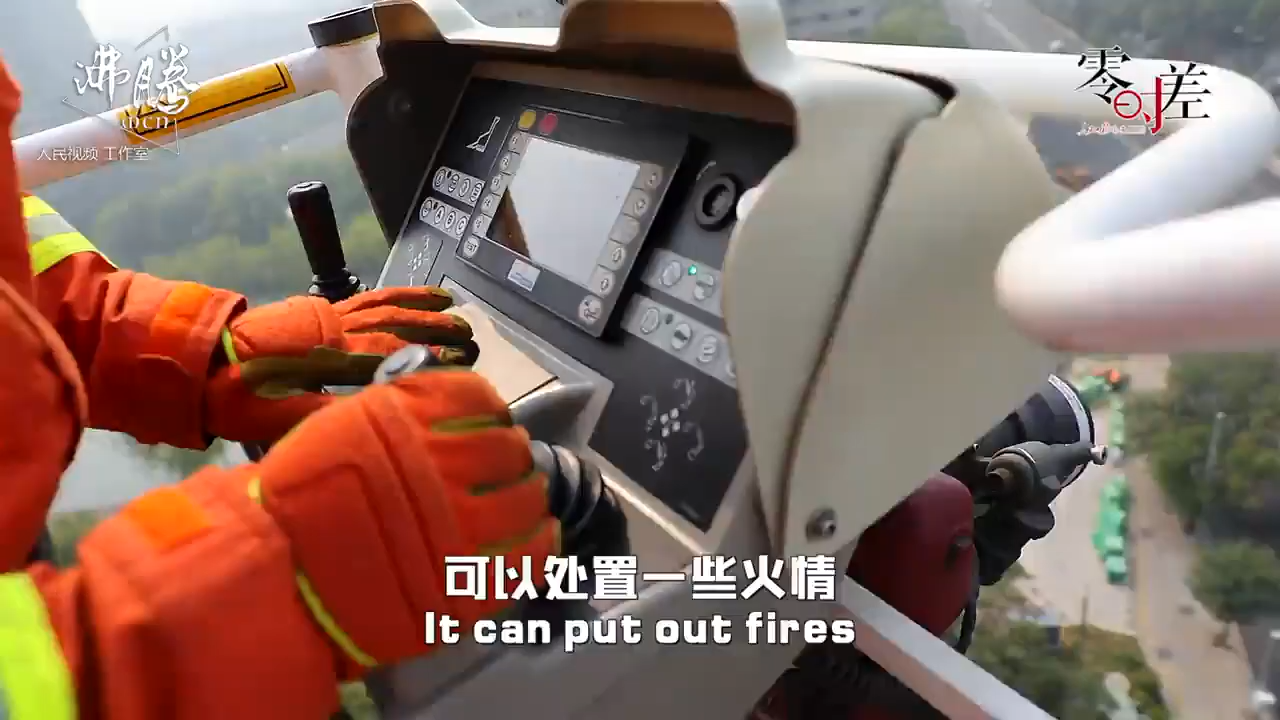 沸腾
@cn
人民视频 工作室
零时差
可以处置一些火情
It can put out fires